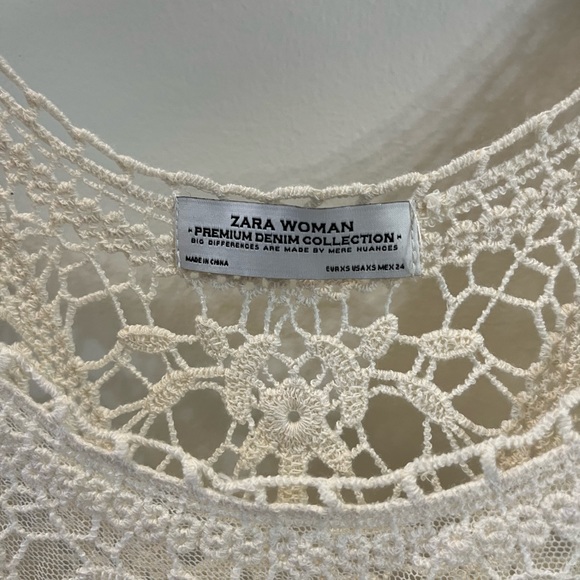 ZARA WOMAN
"PREMIUM DENIM COLLECTION"
BIG DIFFERENCES ARE MADE BY MERE NUANCES
MADE IN CHINA EUR XS USA XS MEX 24